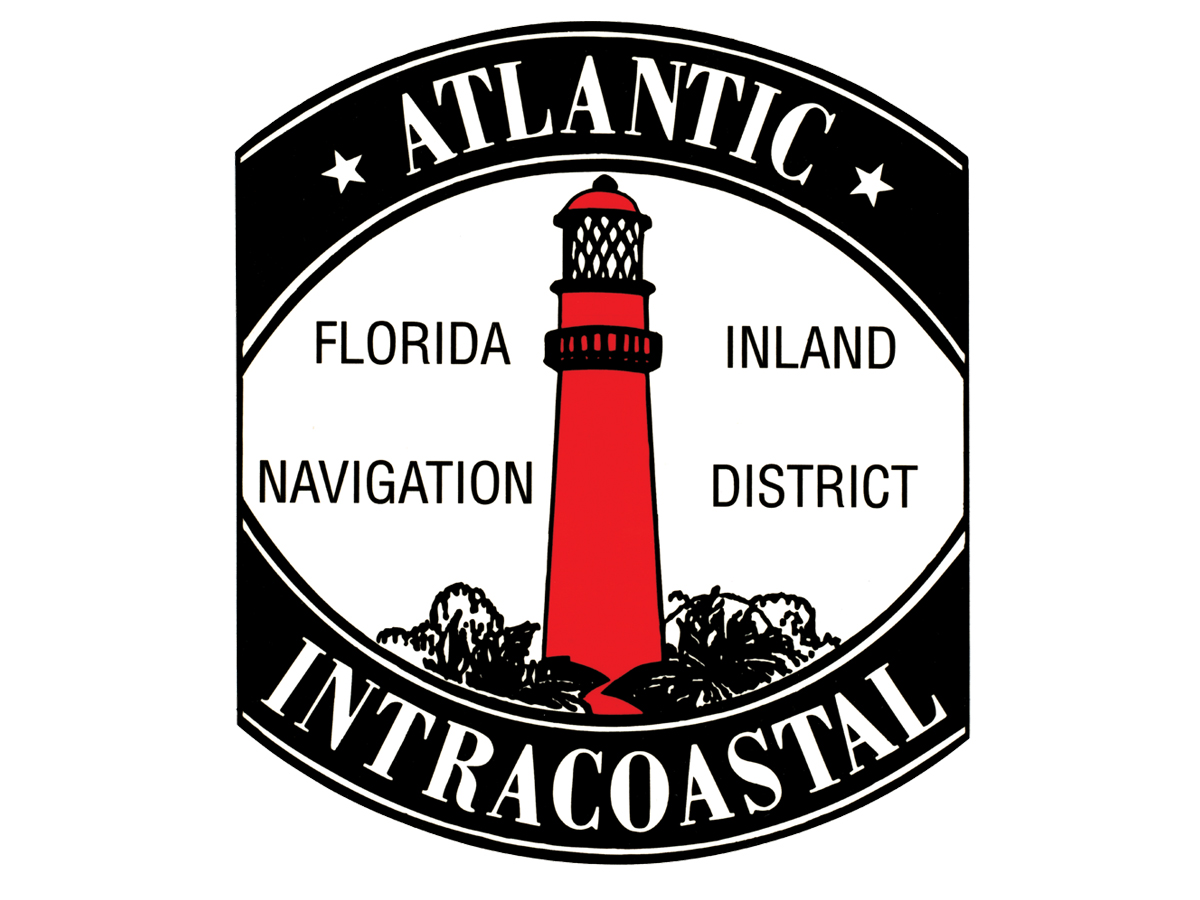 ATLANTIC
FLORIDA INLAND
NAVIGATION DISTRICT
INTRACOASTAL